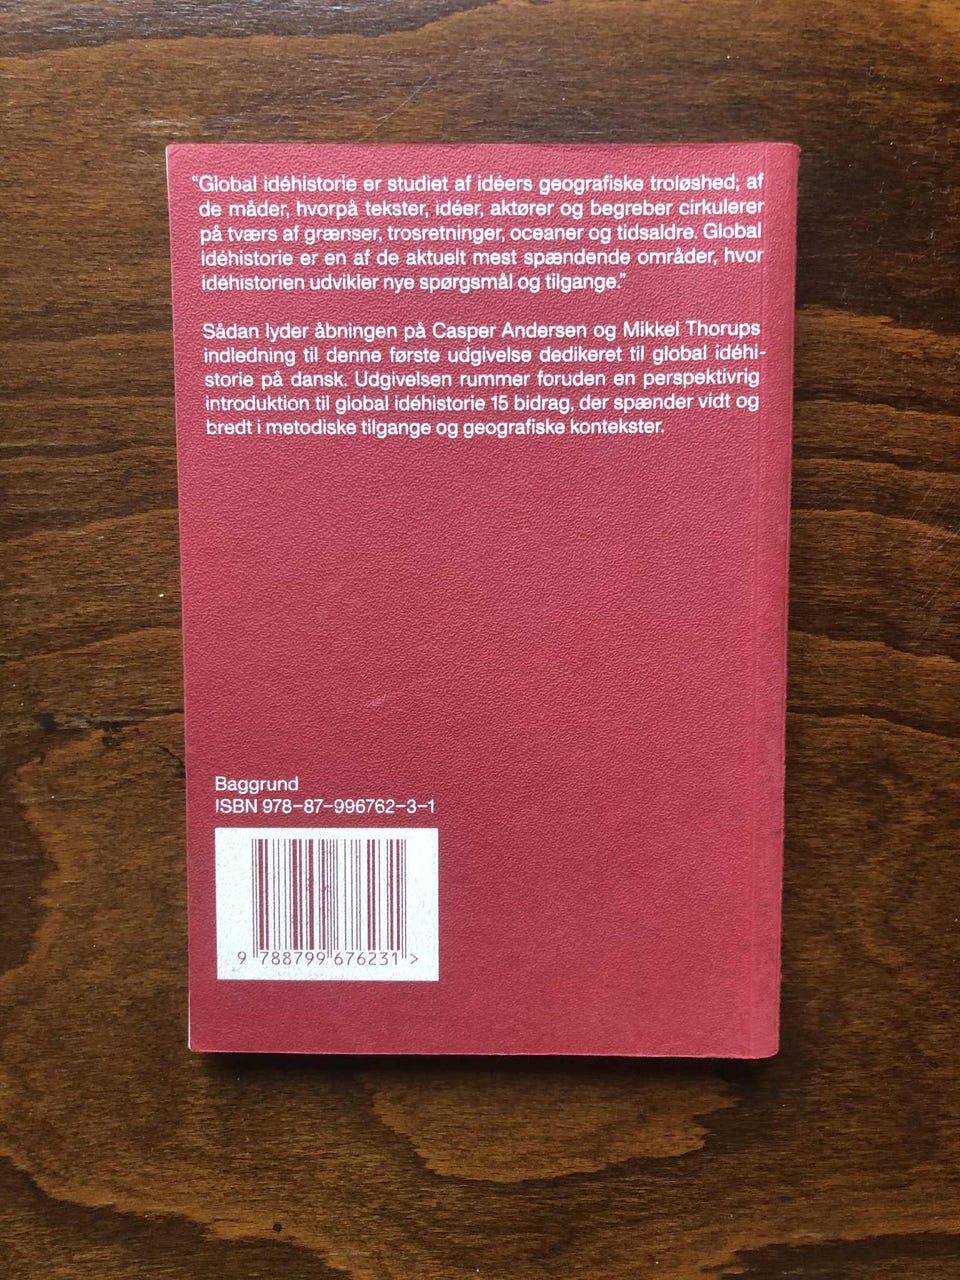 “Global idéhistorie er studiet af idéers geografiske troløshed; af
de måder, hvorpå tekster, idéer, aktører og begreber cirkulerer
på tværs af grænser, trosretninger, oceaner og tidsaldre. Global
idéhistorie er en af de aktuelt mest spændende områder, hvor
idéhistorien udvikler nye spørgsmål og tilgange.”
Sådan lyder åbningen på Casper Andersen og Mikkel Thorups
indledning til denne første udgivelse dedikeret til global idéhi-
storie på dansk. Udgivelsen rummer foruden en perspektivrig
introduktion til global idéhistorie 15 bidrag, der spænder vidt og
bredt i metodiske tilgange og geografiske kontekster.
Baggrund
ISBN 978–87–996762–3–1
9 788799 676231 >